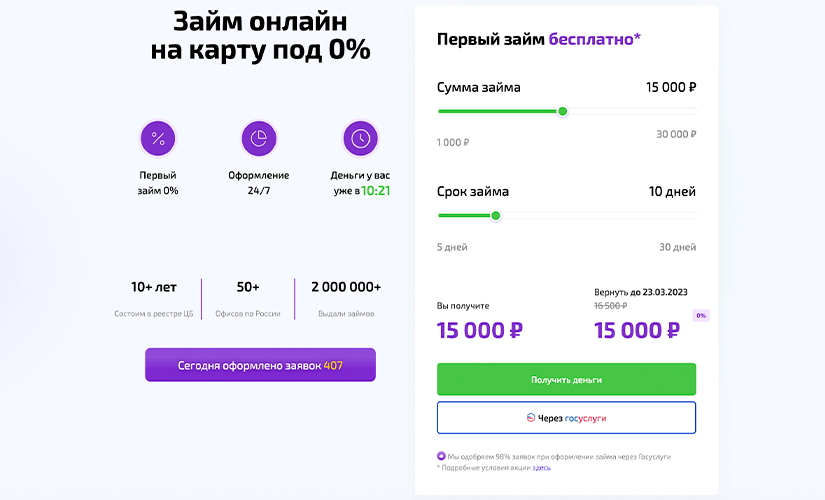 Займ онлайн
на карту под 0%
Первый
займ 0%
Оформление
24/7
Деньги у вас
уже в 10:21
10+ лет
Состоим в реестре ЦБ
50+
Офисов по России
2 000 000+
Выдали займов
Сегодня оформлено заявок 407
Первый займ бесплатно*
Сумма займа 15 000 ₽
1 000 ₽ 30 000 ₽
Срок займа 10 дней
5 дней 30 дней
Вы получите
15 000 ₽
Вернуть до 23.03.2023
16 500 ₽
15 000 ₽ 0%
Получить деньги
Через госуслуги
Мы одобряем 98% заявок при оформлении займа через Госуслуги
* Подробные условия акции здесь